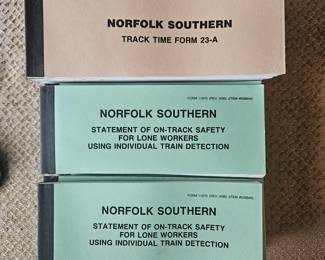 NORFOLK SOUTHERN
TRACK TIME FORM 23-A
NORFOLK SOUTHERN
STATEMENT OF ON-TRACK SAFETY
FOR LONE WORKERS
USING INDIVIDUAL TRAIN DETECTION
NORFOLK SOUTHERN
STATEMENT OF ON-TRACK SAFETY
FOR LONE WORKERS
USING INDIVIDUAL TRAIN DETECTION